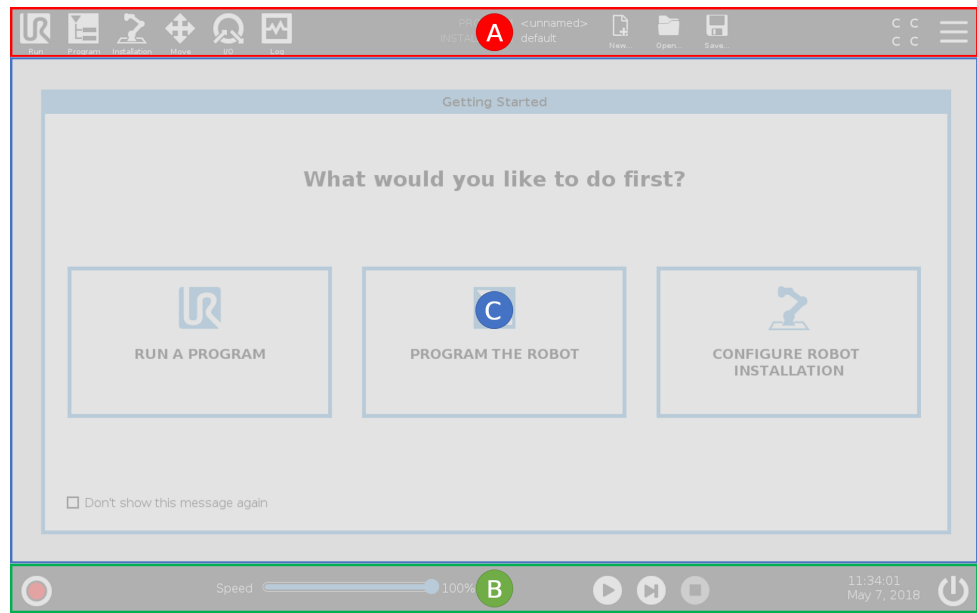 Run Program Installation Move I/O Log
PRO <unnamed> New... Open... Save...
INSTAL default
A
C C
C C
Getting Started
What would you like to do first?
C
RUN A PROGRAM
PROGRAM THE ROBOT
CONFIGURE ROBOT
INSTALLATION
Don't show this message again
Speed 100%
B
11:34:01
May 7, 2018